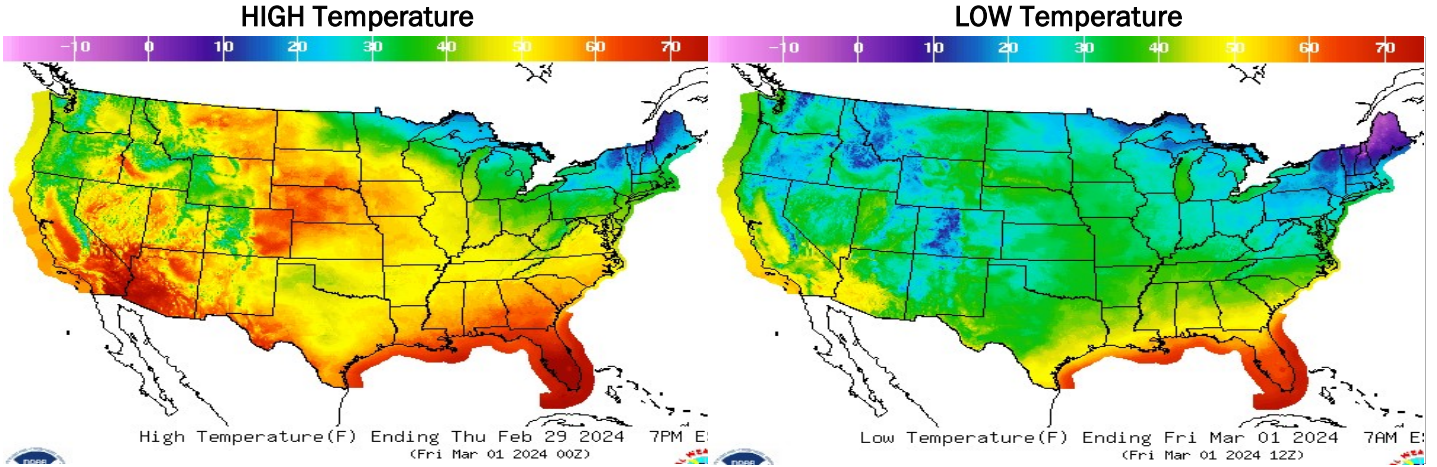 HIGH Temperature
-10 0 10 20 30 40 50 60 70
High Temperature(F) Ending Thu Feb 29 2024 7PM E
(Fri Mar 01 2024 00Z)
LOW Temperature
-10 0 10 20 30 40 50 60 70
Low Temperature(F) Ending Fri Mar 01 2024 7AM E
(Fri Mar 01 2024 12Z)